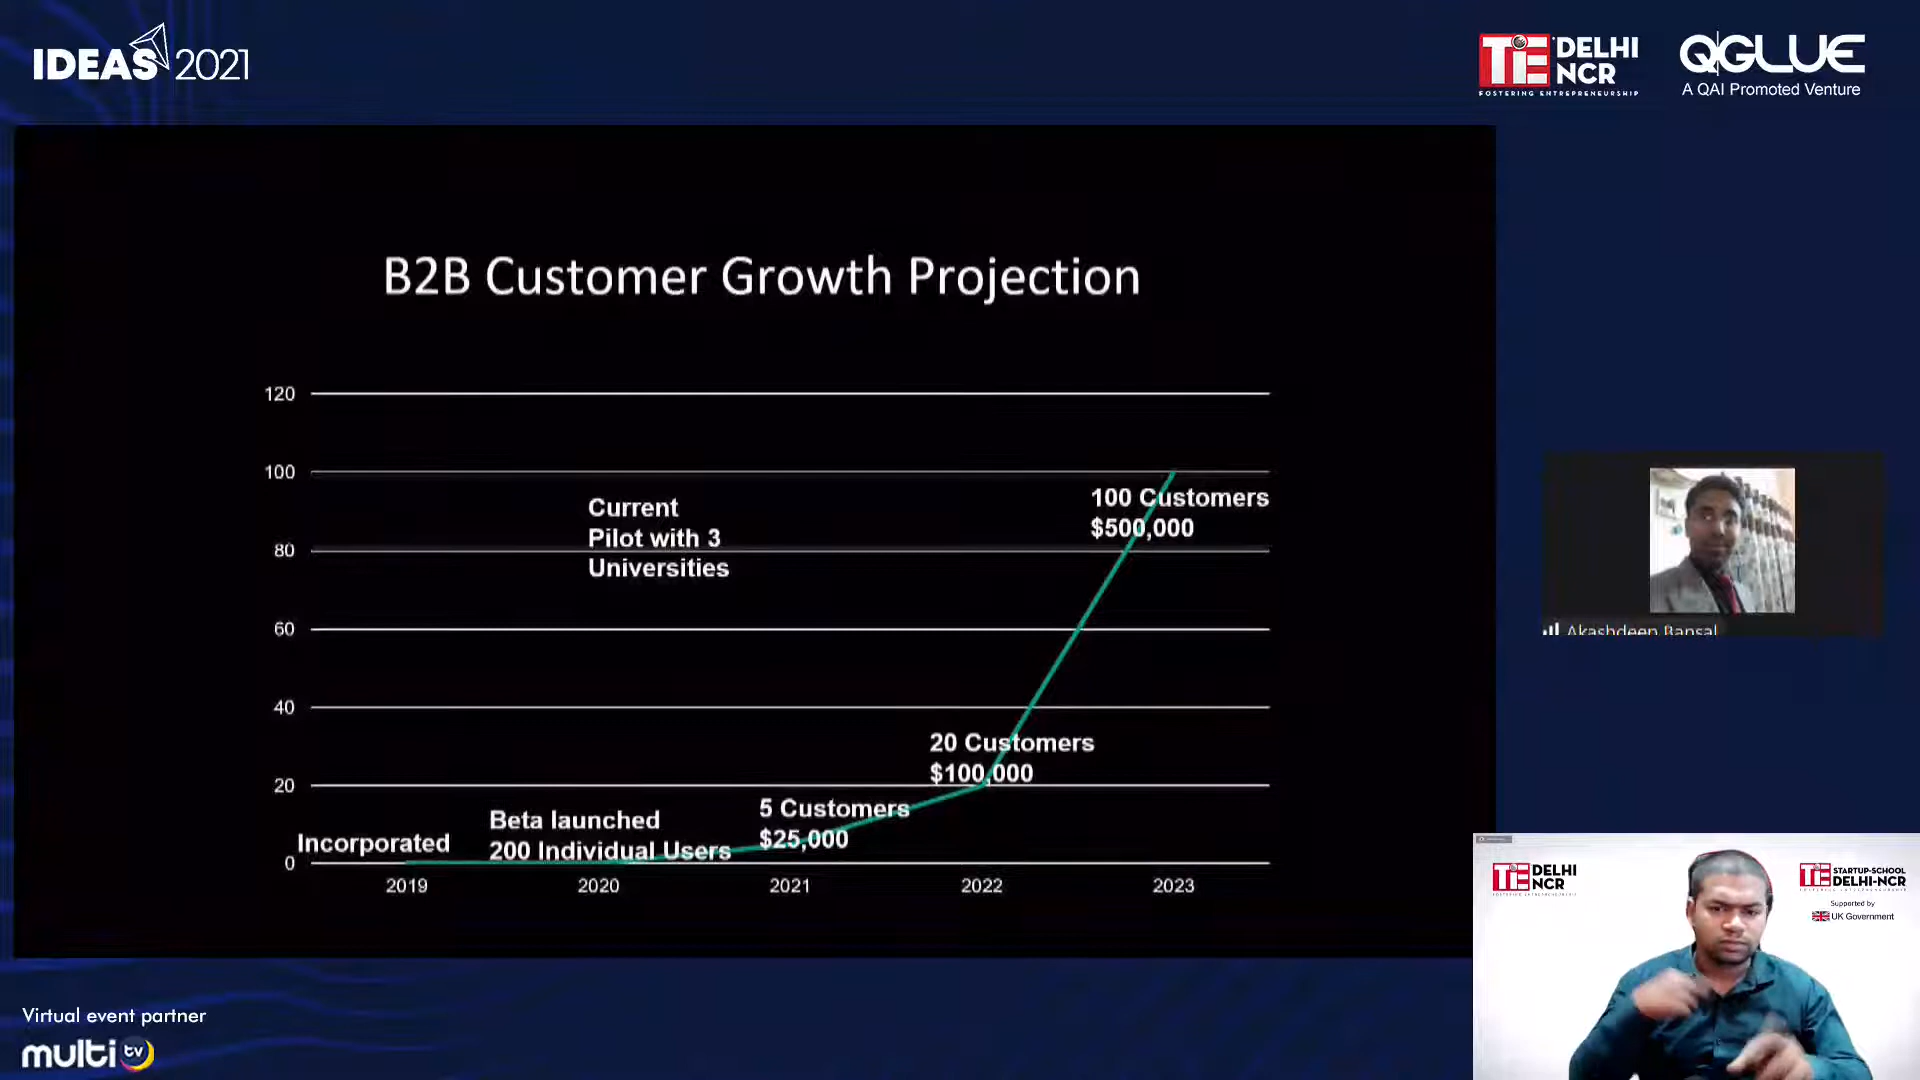 IDEAS 2021
TiE DELHI
NCR
FOSTERING ENTREPRENEURSHIP
QGLUE
A QAI Promoted Venture
B2B Customer Growth Projection
120
100
80
60
40
20
0
Current
Pilot with 3
Universities
100 Customers
$500,000
20 Customers
$100,000
5 Customers
$25,000
Beta launched
200 Individual Users
Incorporated
2019
2020
2021
2022
2023
Akashdeep Bansal
TiE DELHI
NCR
TiE STARTUP-SCHOOL
DELHI-NCR
Supported by
UK Government
Virtual event partner
multi tv